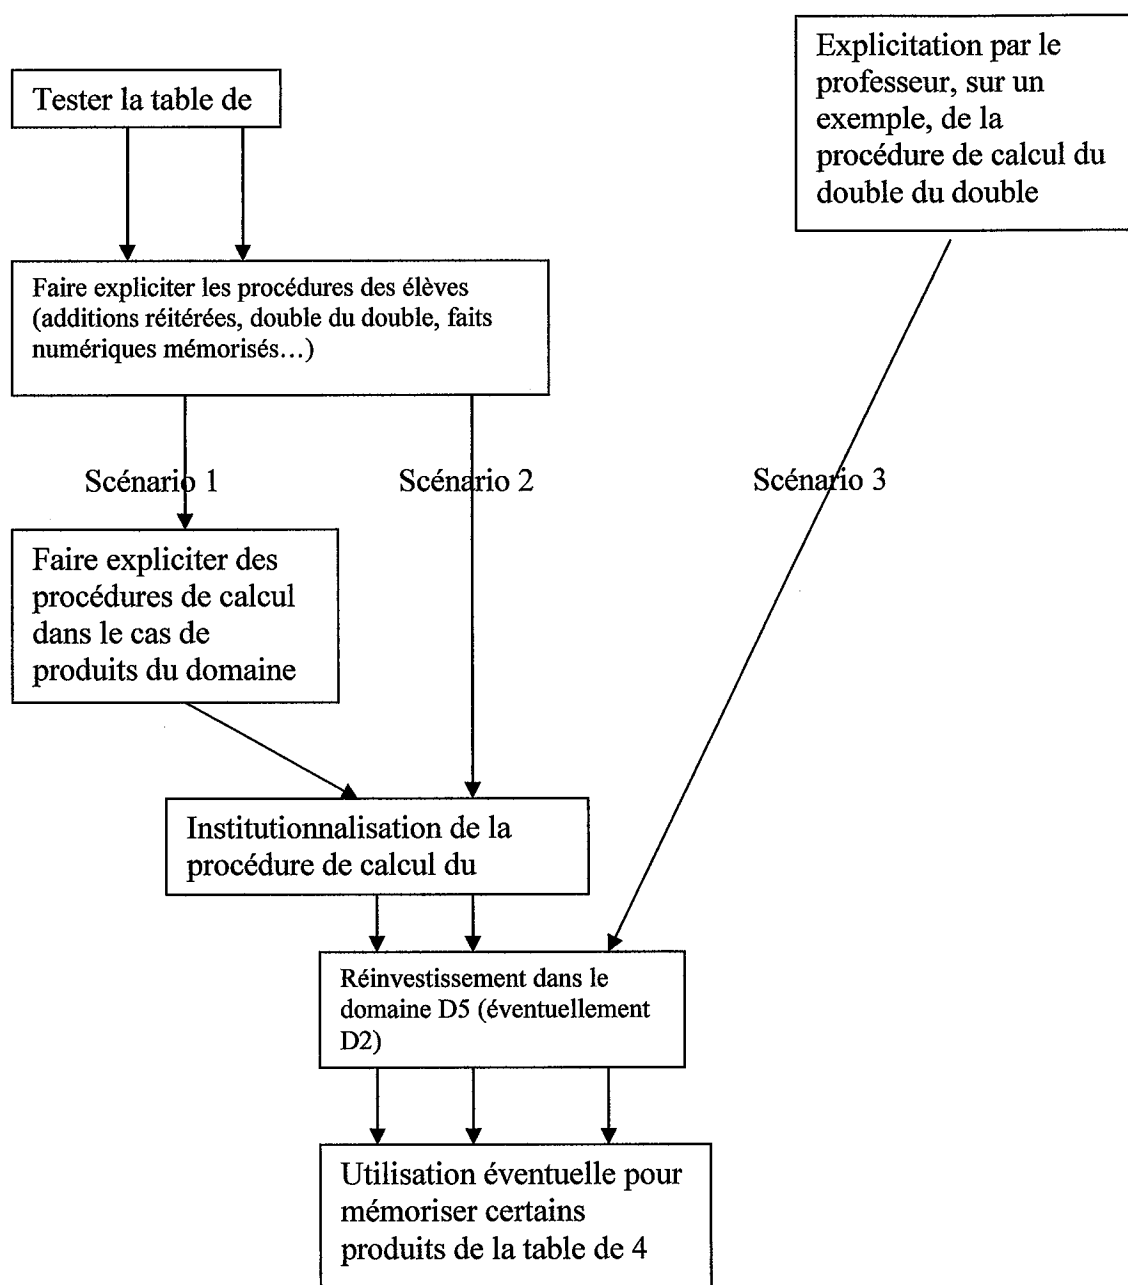 Explicitation par le
professeur, sur un
exemple, de la
procédure de calcul du
double du double
Tester la table de
Faire expliciter les procédures des élèves
(additions réitérées, double du double, faits
numériques mémorisés…)
Scénario 1
Scénario 2
Scénario 3
Faire expliciter des
procédures de calcul
dans le cas de
produits du domaine
Institutionnalisation de la
procédure de calcul du
Réinvestissement dans le
domaine D5 (éventuellement
D2)
Utilisation éventuelle pour
mémoriser certains
produits de la table de 4